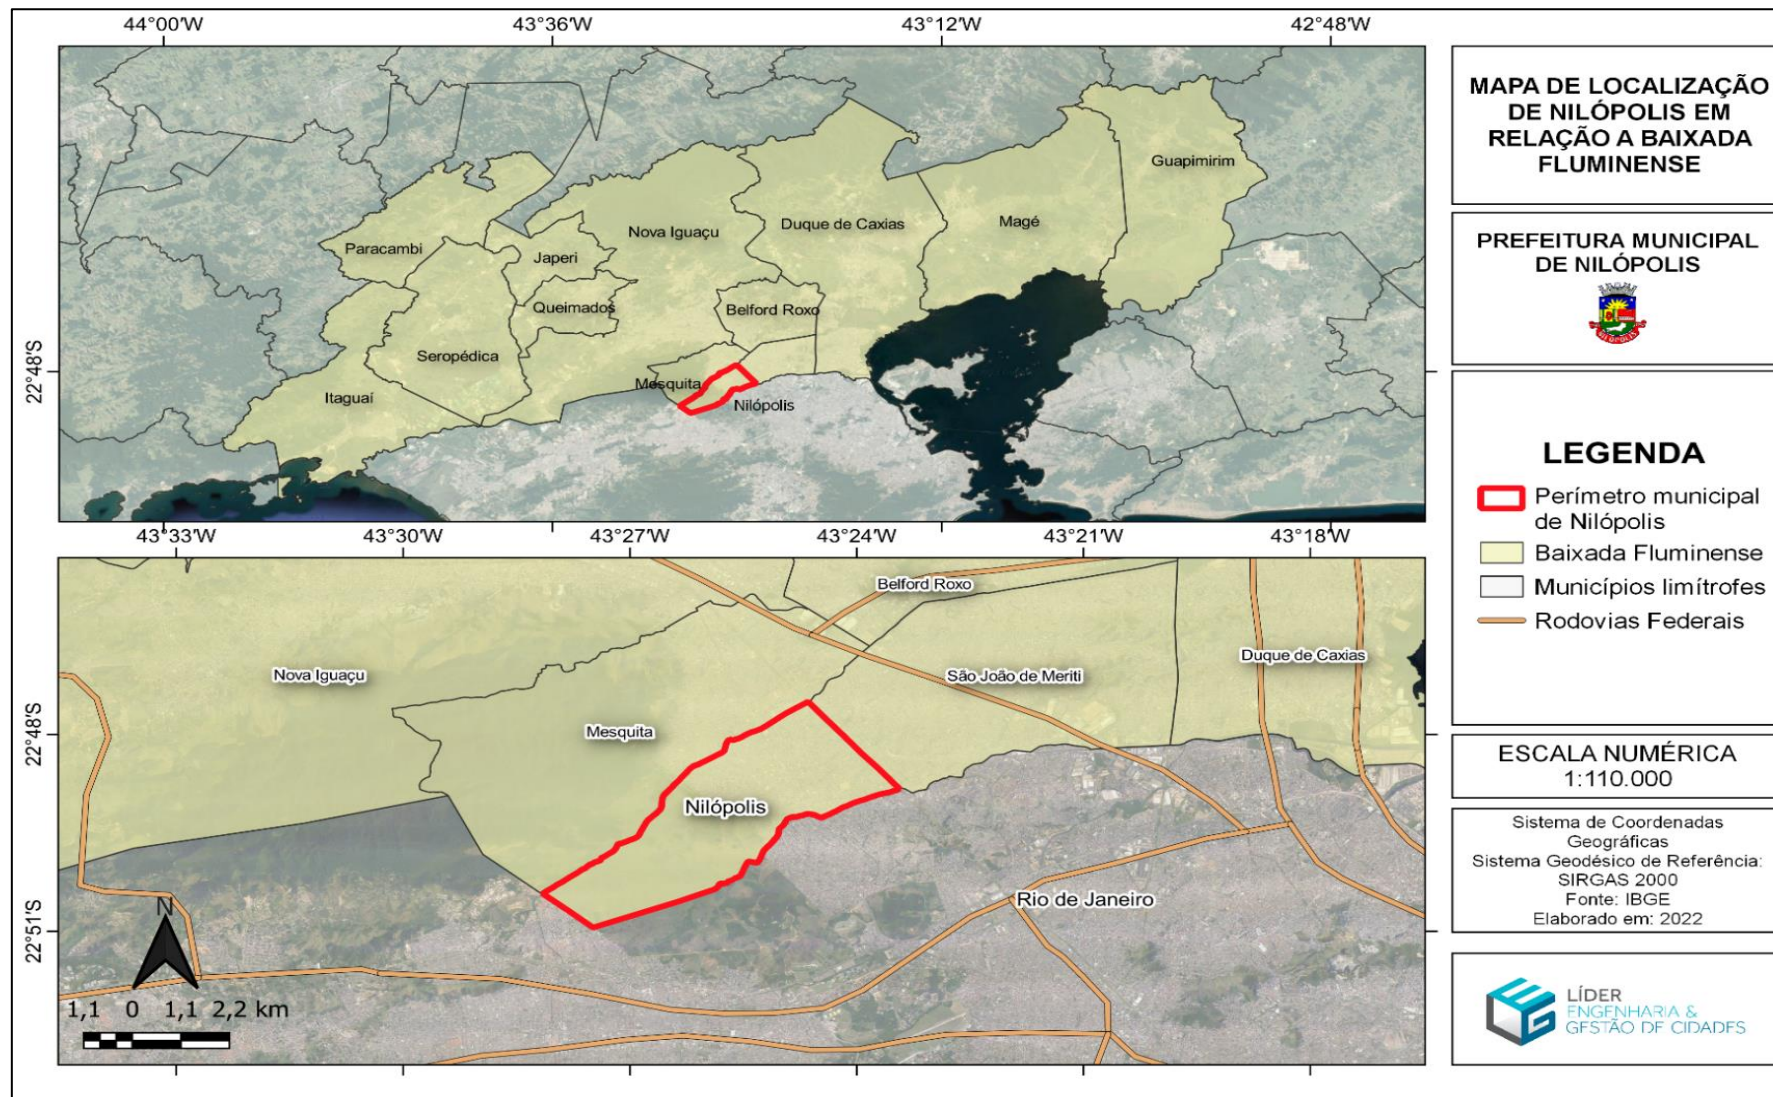 44°00'W 43°36'W 43°12'W 42°48'W
Guapimirim
Magé
Duque de Caxias
Nova Iguaçu
Paracambi
Japeri
Queimados
Belford Roxo
Seropédica
22°48'S
Mesquita
Itaguaí
Nilópolis
43°33'W 43°30'W 43°27'W 43°24'W 43°21'W 43°18'W
Belford Roxo
Duque de Caxias
Nova Iguaçu
São João de Meriti
Mesquita
22°48'S
Nilópolis
Rio de Janeiro
22°51'S
N
1,1 0 1,1 2,2 km
MAPA DE LOCALIZAÇÃO
DE NILÓPOLIS EM
RELAÇÃO A BAIXADA
FLUMINENSE
PREFEITURA MUNICIPAL
DE NILÓPOLIS
NILÓPOLIS
LEGENDA
Perímetro municipal
de Nilópolis
Baixada Fluminense
Municípios limítrofes
Rodovias Federais
ESCALA NUMÉRICA
1:110.000
Sistema de Coordenadas
Geográficas
Sistema Geodésico de Referência:
SIRGAS 2000
Fonte: IBGE
Elaborado em: 2022
LÍDER
ENGENHARIA &
GESTÃO DE CIDADES